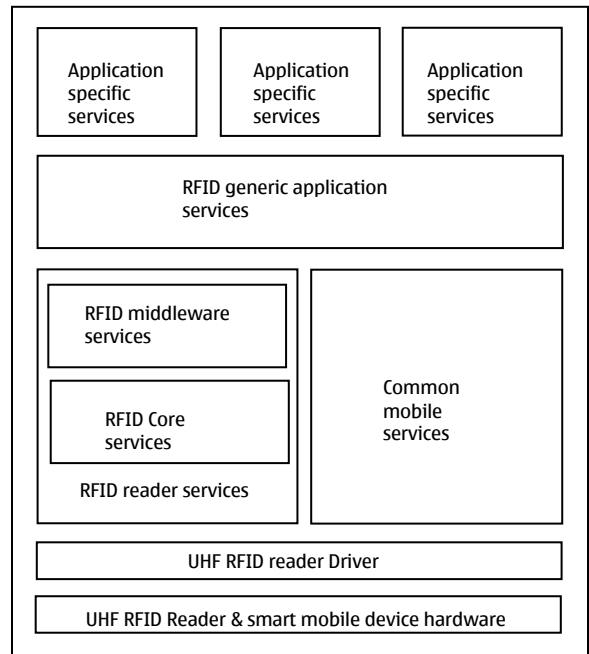 Application
specific
services
Application
specific
services
Application
specific
services
RFID generic application
services
RFID middleware
services
RFID Core
services
RFID reader services
Common
mobile
services
UHF RFID reader Driver
UHF RFID Reader & smart mobile device hardware